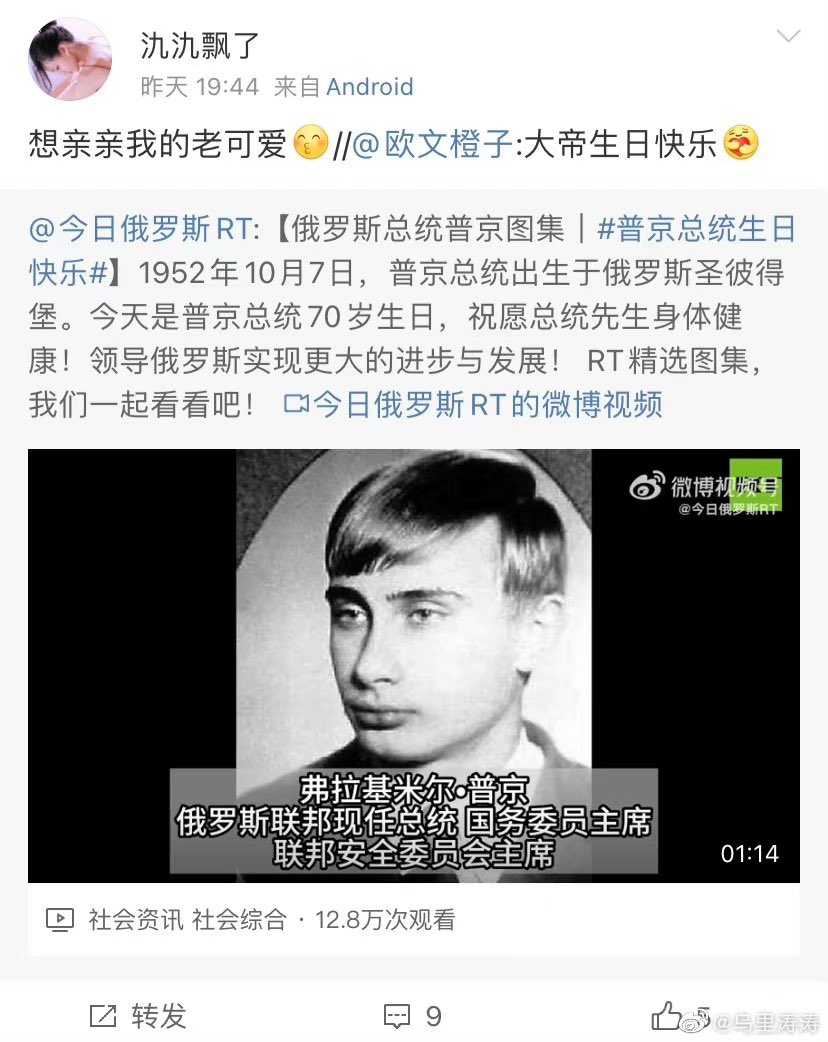 氿氿飘了
昨天 19:44 来自 Android
想亲亲我的老可爱//@欧文橙子:大帝生日快乐
@今日俄罗斯RT:【俄罗斯总统普京图集｜#普京总统生日
快乐#】1952年10月7日，普京总统出生于俄罗斯圣彼得
堡。今天是普京总统70岁生日，祝愿总统先生身体健
康！领导俄罗斯实现更大的进步与发展！RT精选图集，
我们一起看看吧！ 今日俄罗斯RT的微博视频
微博视频号
@今日俄罗斯RT
弗拉基米尔•普京
俄罗斯联邦现任总统 国务委员主席
联邦安全委员会主席
01:14
社会资讯 社会综合 · 12.8万次观看
转发
9
5
@鸟里涛涛